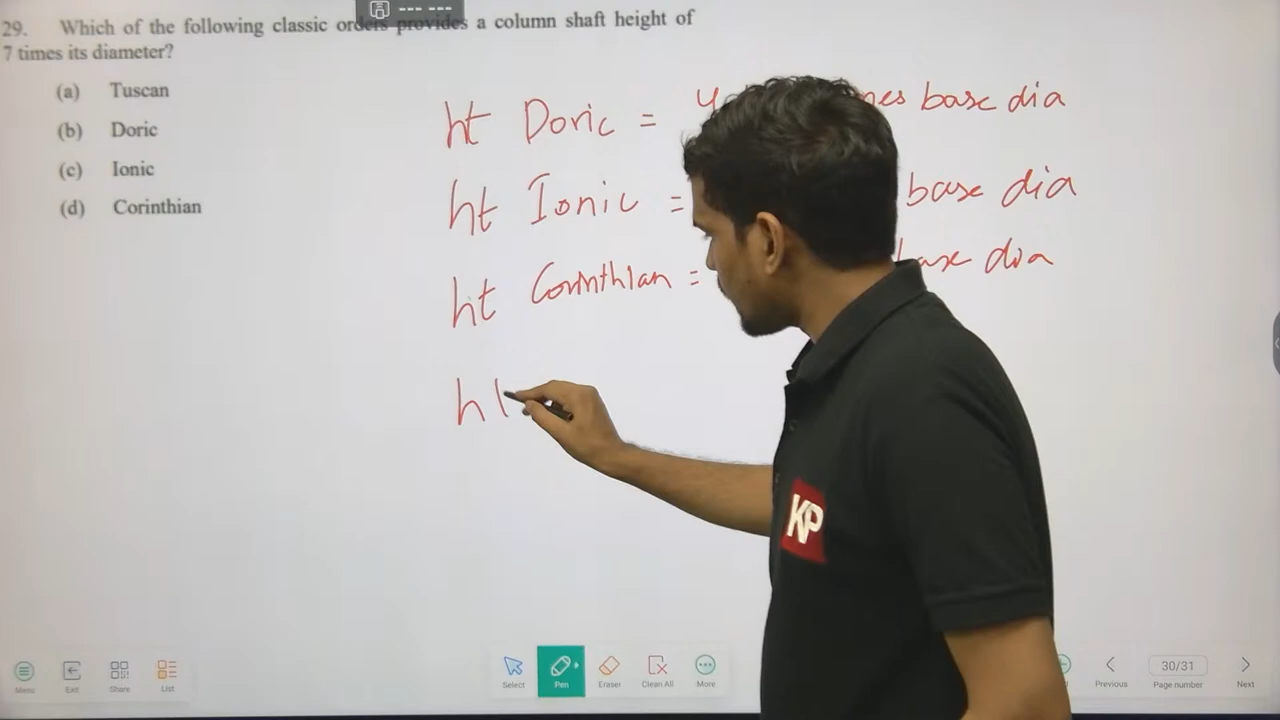 29. Which of the following classic orders provides a column shaft height of
7 times its diameter?
(a) Tuscan
(b) Doric
(c) Ionic
(d) Corinthian
ht Doric = base dia
ht Ionic = base dia
ht Corinthian = dia
h
KP
Menu
Exit
Share
List
Select
Pen
Eraser
Clean All
More
Previous
30/31
Page number
Next